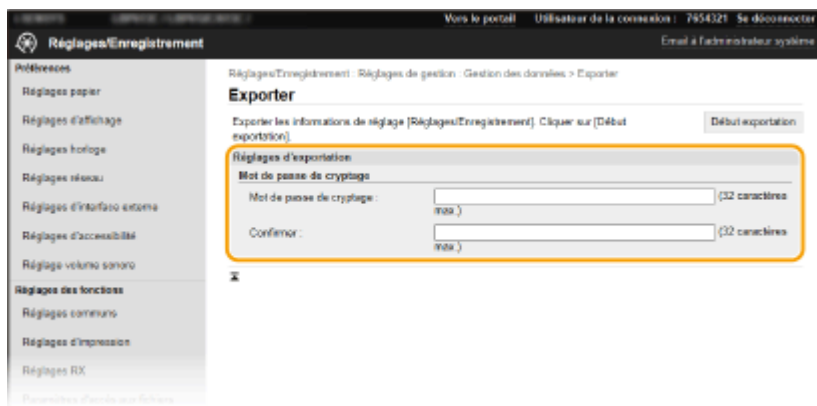 Vers le portail Utilisateur de la connexion : 7654321 Se déconnecter
Réglages/Enregistrement
Email à l'administrateur système
Préférences
Réglages papier
Réglages d'affichage
Réglages horloge
Réglages réseau
Réglages d'interface externe
Réglages d'accessibilité
Réglage volume sonore
Réglages des fonctions
Réglages communs
Réglages d'impression
Réglages RX
Paramètres d'accès aux fichiers
Réglages/Enregistrement : Réglages de gestion : Gestion des données > Exporter
Exporter
Exporter les informations de réglage [Réglages/Enregistrement]. Cliquer sur [Début
exportation].
Début exportation
Réglages d'exportation
Mot de passe de cryptage
Mot de passe de cryptage :
(32 caractères
max.)
Confirmer :
(32 caractères
max.)